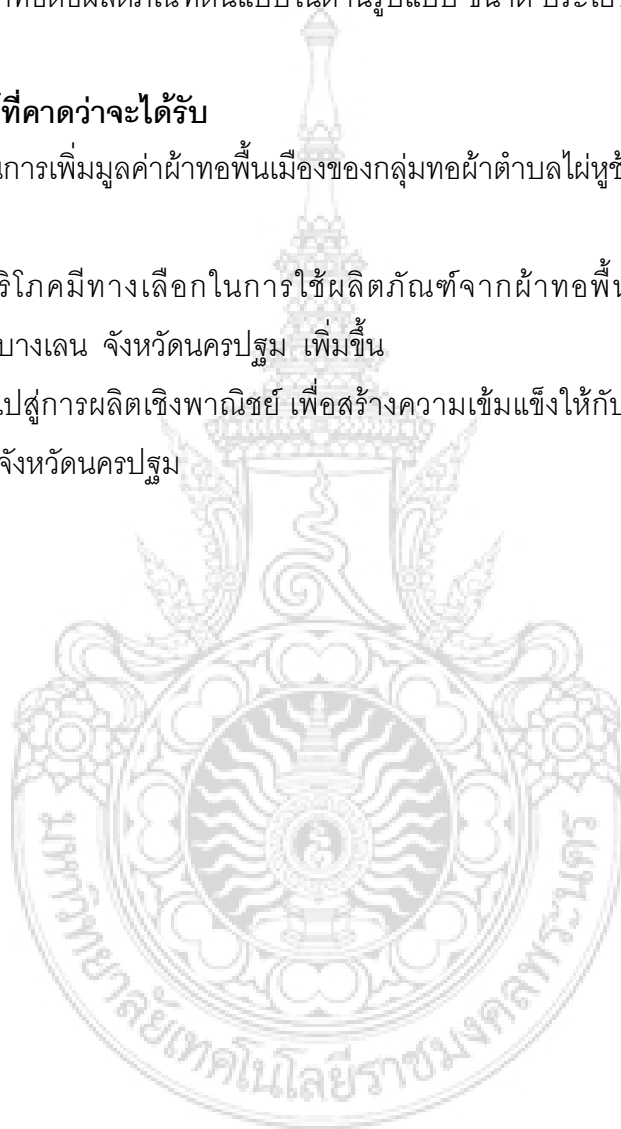 ที่คาดว่าจะได้รับ
การเพิ่มมูลค่าผ้าทอพื้นเมืองของกลุ่มทอผ้าตำบลไผ่หูช้
ริโภคมีทางเลือกในการใช้ผลิตภัณฑ์จากผ้าทอพื้น
บางเลน จังหวัดนครปฐม เพิ่มขึ้น
ปสู่การผลิตเชิงพาณิชย์ เพื่อสร้างความเข้มแข็งให้กับ
จังหวัดนครปฐม
มหาวิทยาลัยเทคโนโลยีราชมงคลพระนคร